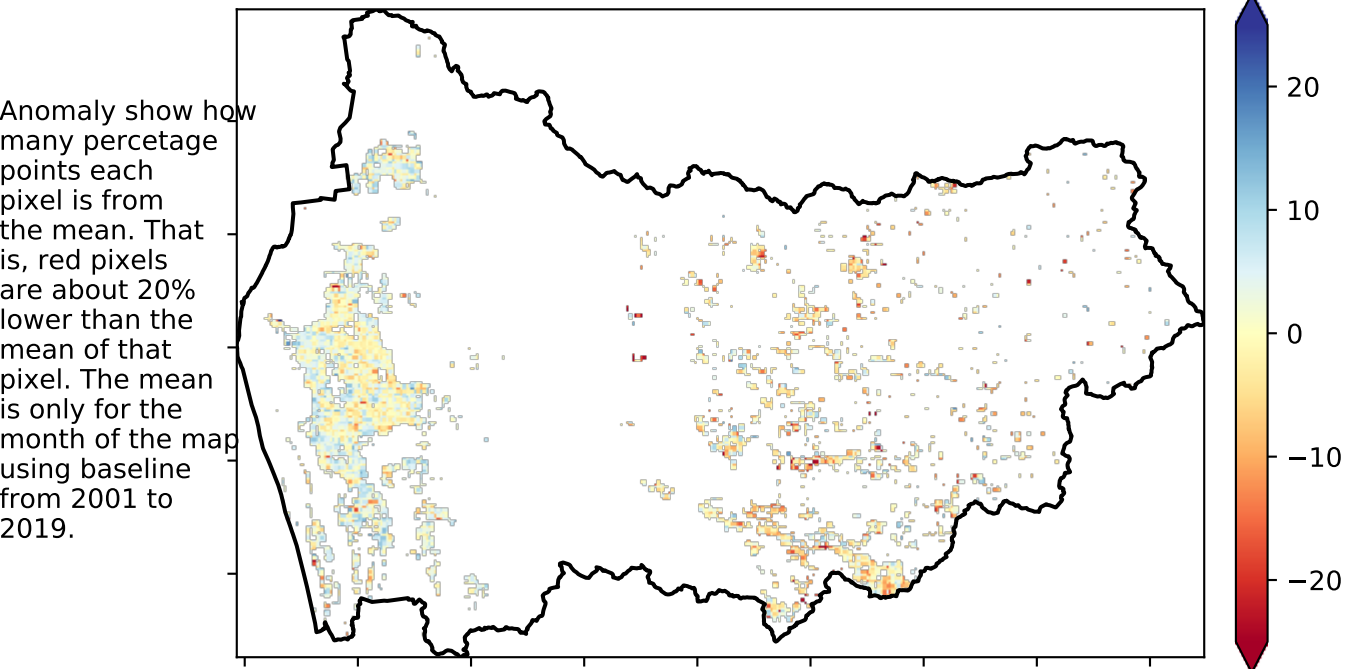 Anomaly show how
many percetage
points each
pixel is from
the mean. That
is, red pixels
are about 20%
lower than the
mean of that
pixel. The mean
is only for the
month of the map
using baseline
from 2001 to
2019.
20
10
0
−10
−20